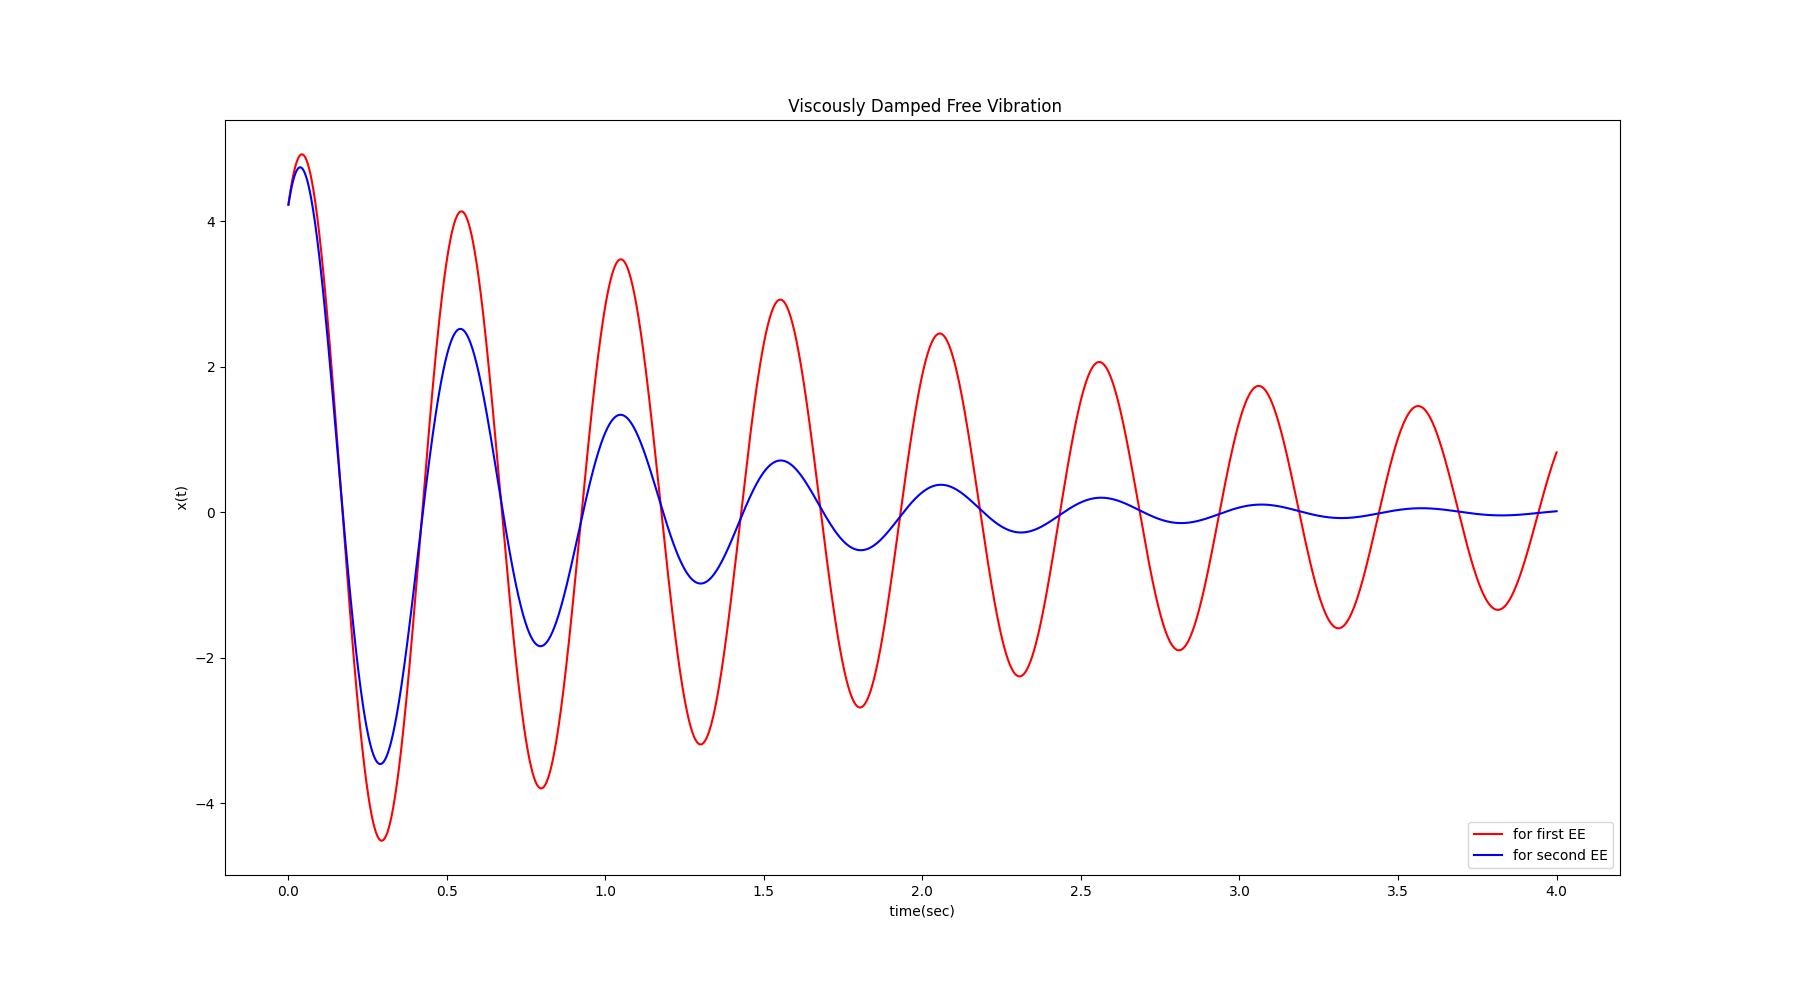 Viscously Damped Free Vibration
x(t)
4
2
0
−2
−4
0.0 0.5 1.0 1.5 2.0 2.5 3.0 3.5 4.0
time(sec)
for first EE
for second EE